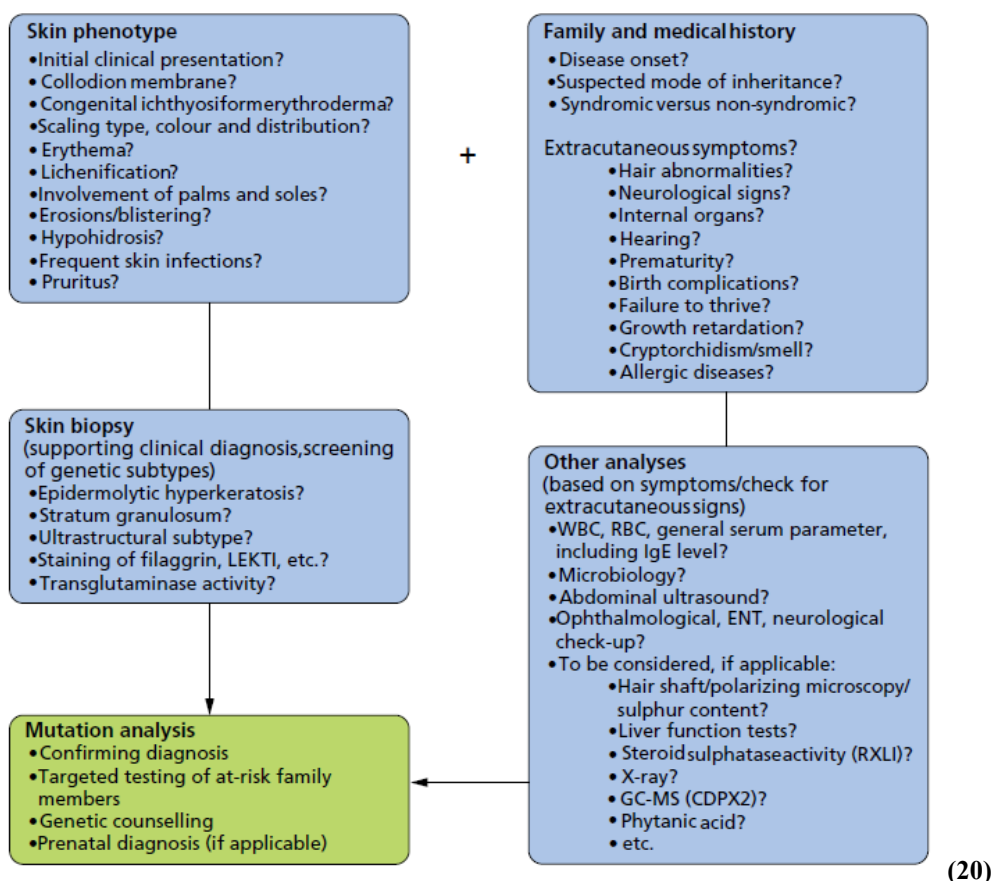 Skin phenotype
•Initial clinical presentation?
•Collodion membrane?
•Congenital ichthyosiformerythroderma?
•Scaling type, colour and distribution?
•Erythema?
•Lichenification?
•Involvement of palms and soles?
•Erosions/blistering?
•Hypohidrosis?
•Frequent skin infections?
•Pruritus?
+
Family and medical history
•Disease onset?
•Suspected mode of inheritance?
•Syndromic versus non-syndromic?
Extracutaneous symptoms?
•Hair abnormalities?
•Neurological signs?
•Internal organs?
•Hearing?
•Prematurity?
•Birth complications?
•Failure to thrive?
•Growth retardation?
•Cryptorchidism/smell?
•Allergic diseases?
Skin biopsy
(supporting clinical diagnosis,screening
of genetic subtypes)
•Epidermolytic hyperkeratosis?
•Stratum granulosum?
•Ultrastructural subtype?
•Staining of filaggrin, LEKTI, etc.?
•Transglutaminase activity?
Other analyses
(based on symptoms/check for
extracutaneous signs)
•WBC, RBC, general serum parameter,
including IgE level?
•Microbiology?
•Abdominal ultrasound?
•Ophthalmological, ENT, neurological
check-up?
•To be considered, if applicable:
•Hair shaft/polarizing microscopy/
sulphur content?
•Liver function tests?
•Steroid sulphatase activity (RXLI)?
•X-ray?
•GC-MS (CDPX2)?
•Phytanic acid?
•etc.
Mutation analysis
•Confirming diagnosis
•Targeted testing of at-risk family
members
•Genetic counselling
•Prenatal diagnosis (if applicable)
(20)